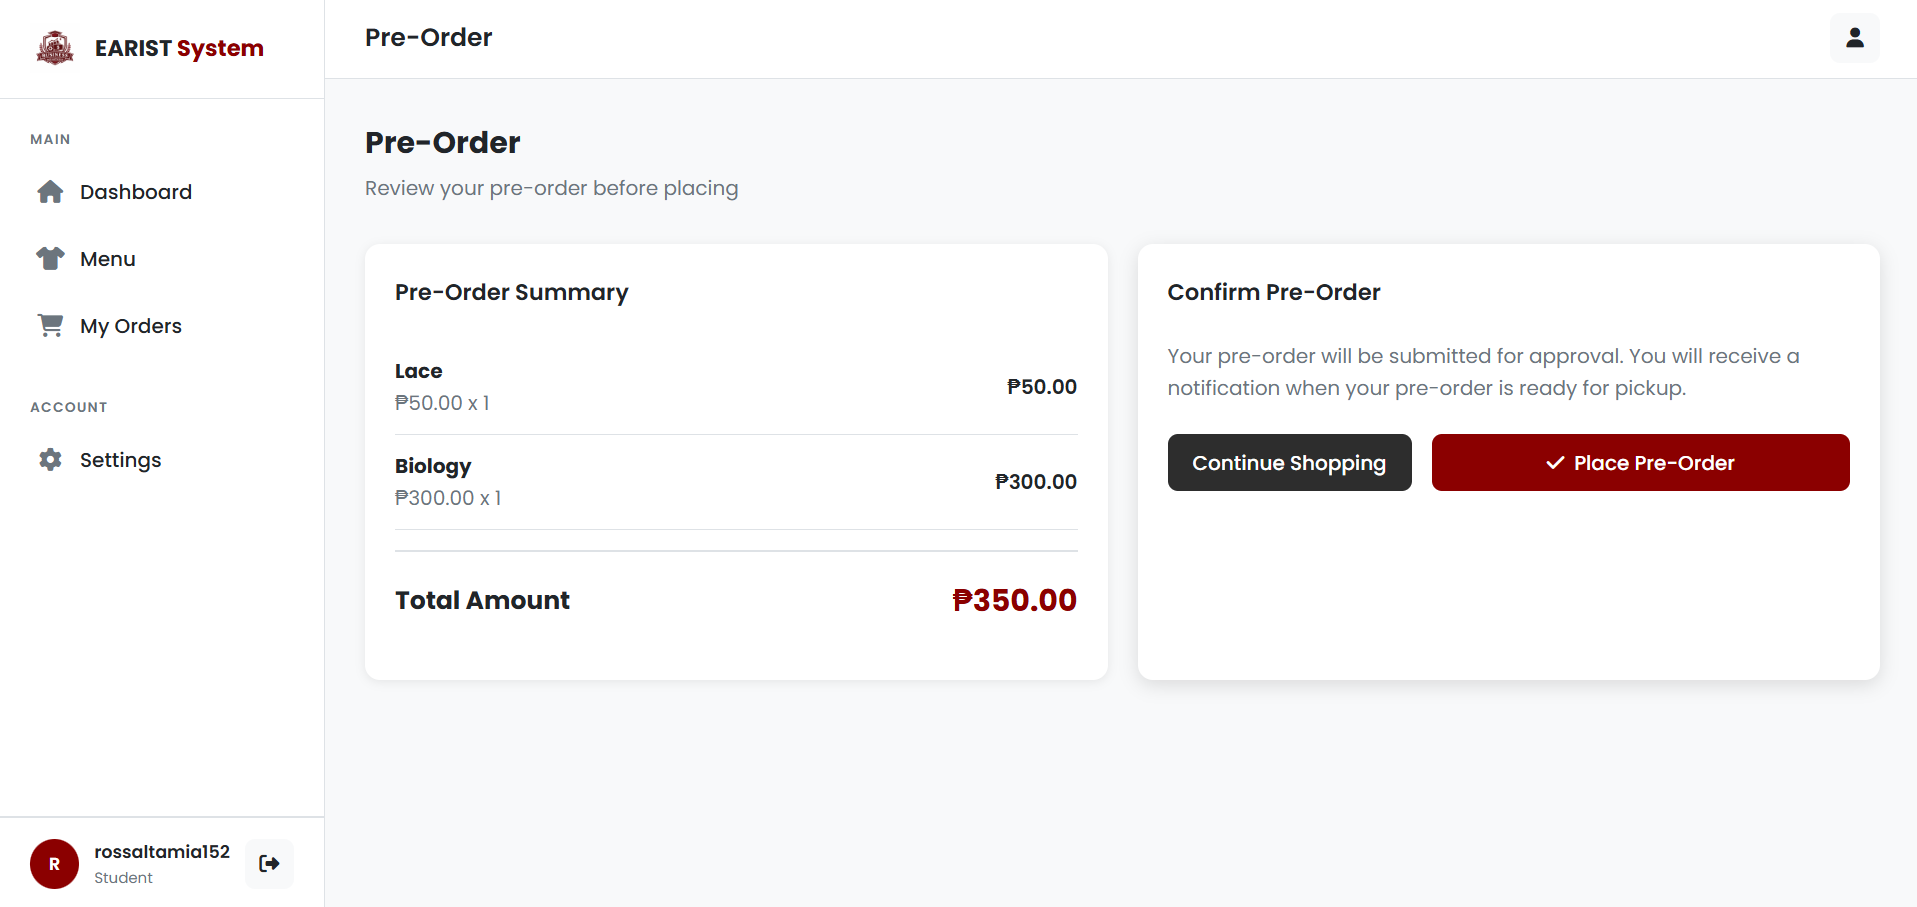 EARIST System
MAIN
Dashboard
Menu
My Orders
ACCOUNT
Settings
R
rossaltamia152
Student
Pre-Order
Pre-Order
Review your pre-order before placing
Pre-Order Summary
Lace
₱50.00 x 1
₱50.00
Biology
₱300.00 x 1
₱300.00
Total Amount
₱350.00
Confirm Pre-Order
Your pre-order will be submitted for approval. You will receive a
notification when your pre-order is ready for pickup.
Continue Shopping
Place Pre-Order